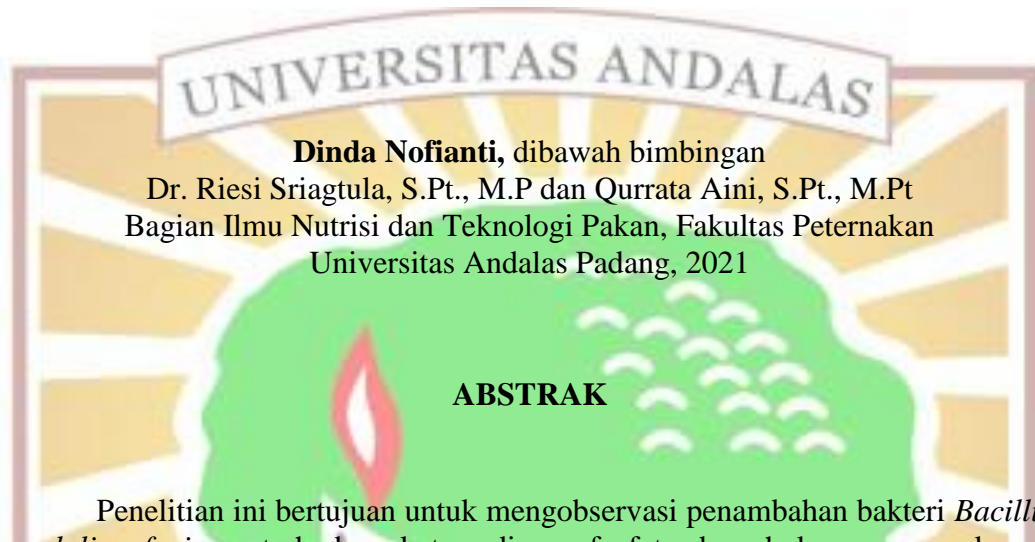 UNIVERSITAS ANDALAS
Dinda Nofianti, dibawah bimbingan
Dr. Riesi Sriagtula, S.Pt., M.P dan Qurrata Aini, S.Pt., M.Pt
Bagian Ilmu Nutrisi dan Teknologi Pakan, Fakultas Peternakan
Universitas Andalas Padang, 2021
ABSTRAK
Penelitian ini bertujuan untuk mengobservasi penambahan bakteri